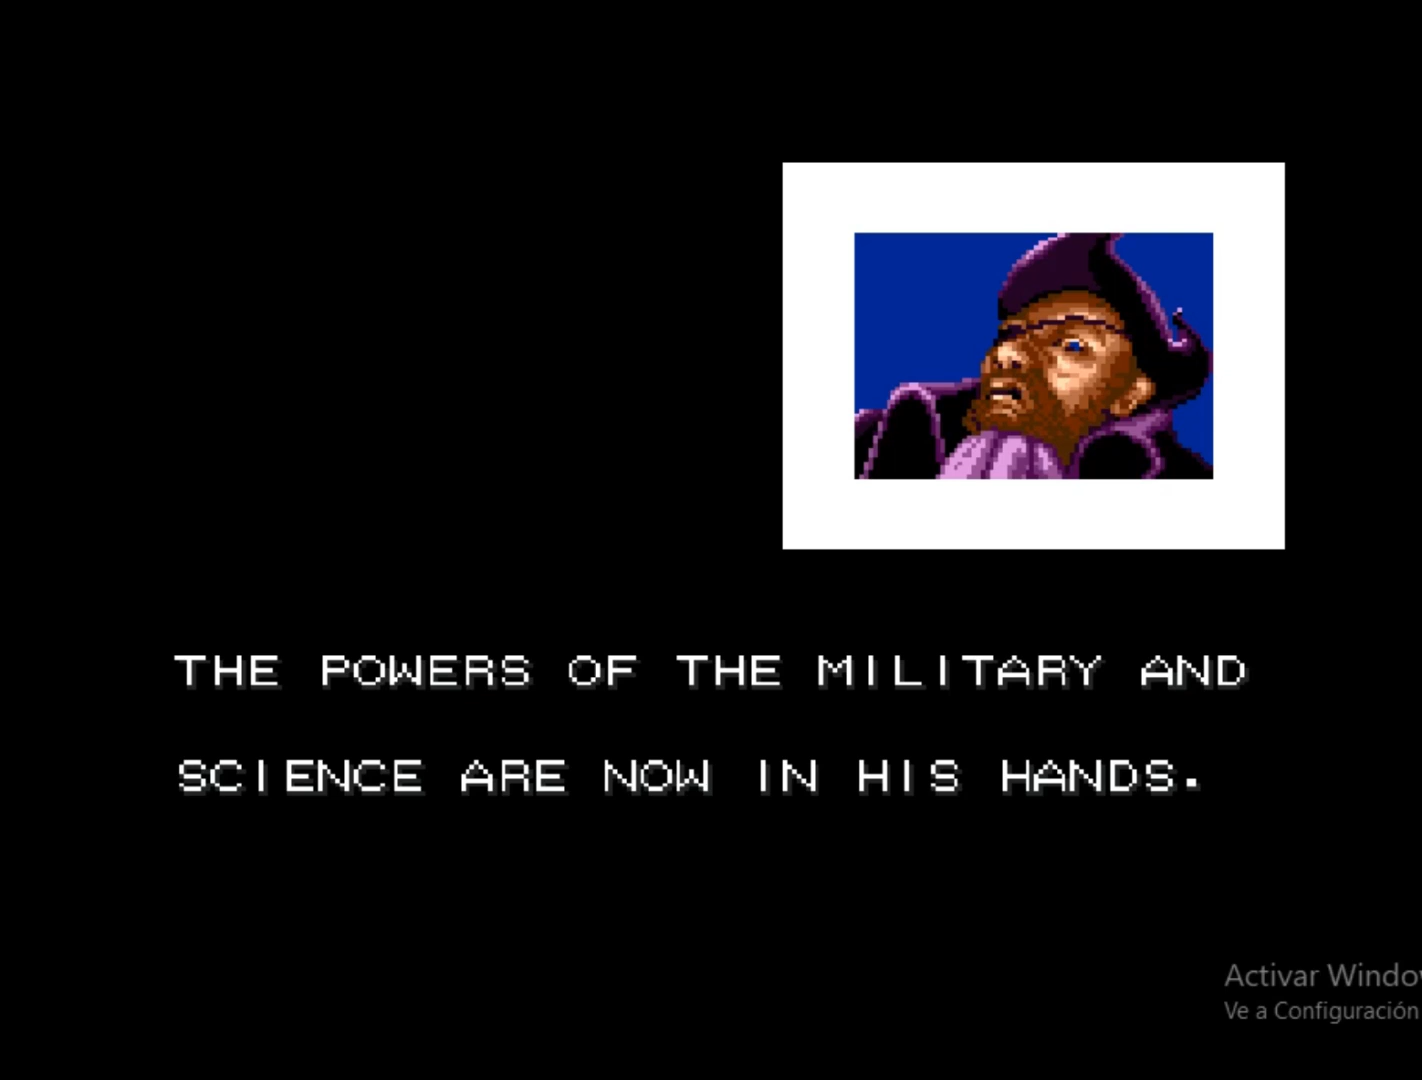 THE POWERS OF THE MILITARY AND
SCIENCE ARE NOW IN HIS HANDS.
Activar Windo
Ve a Configuración